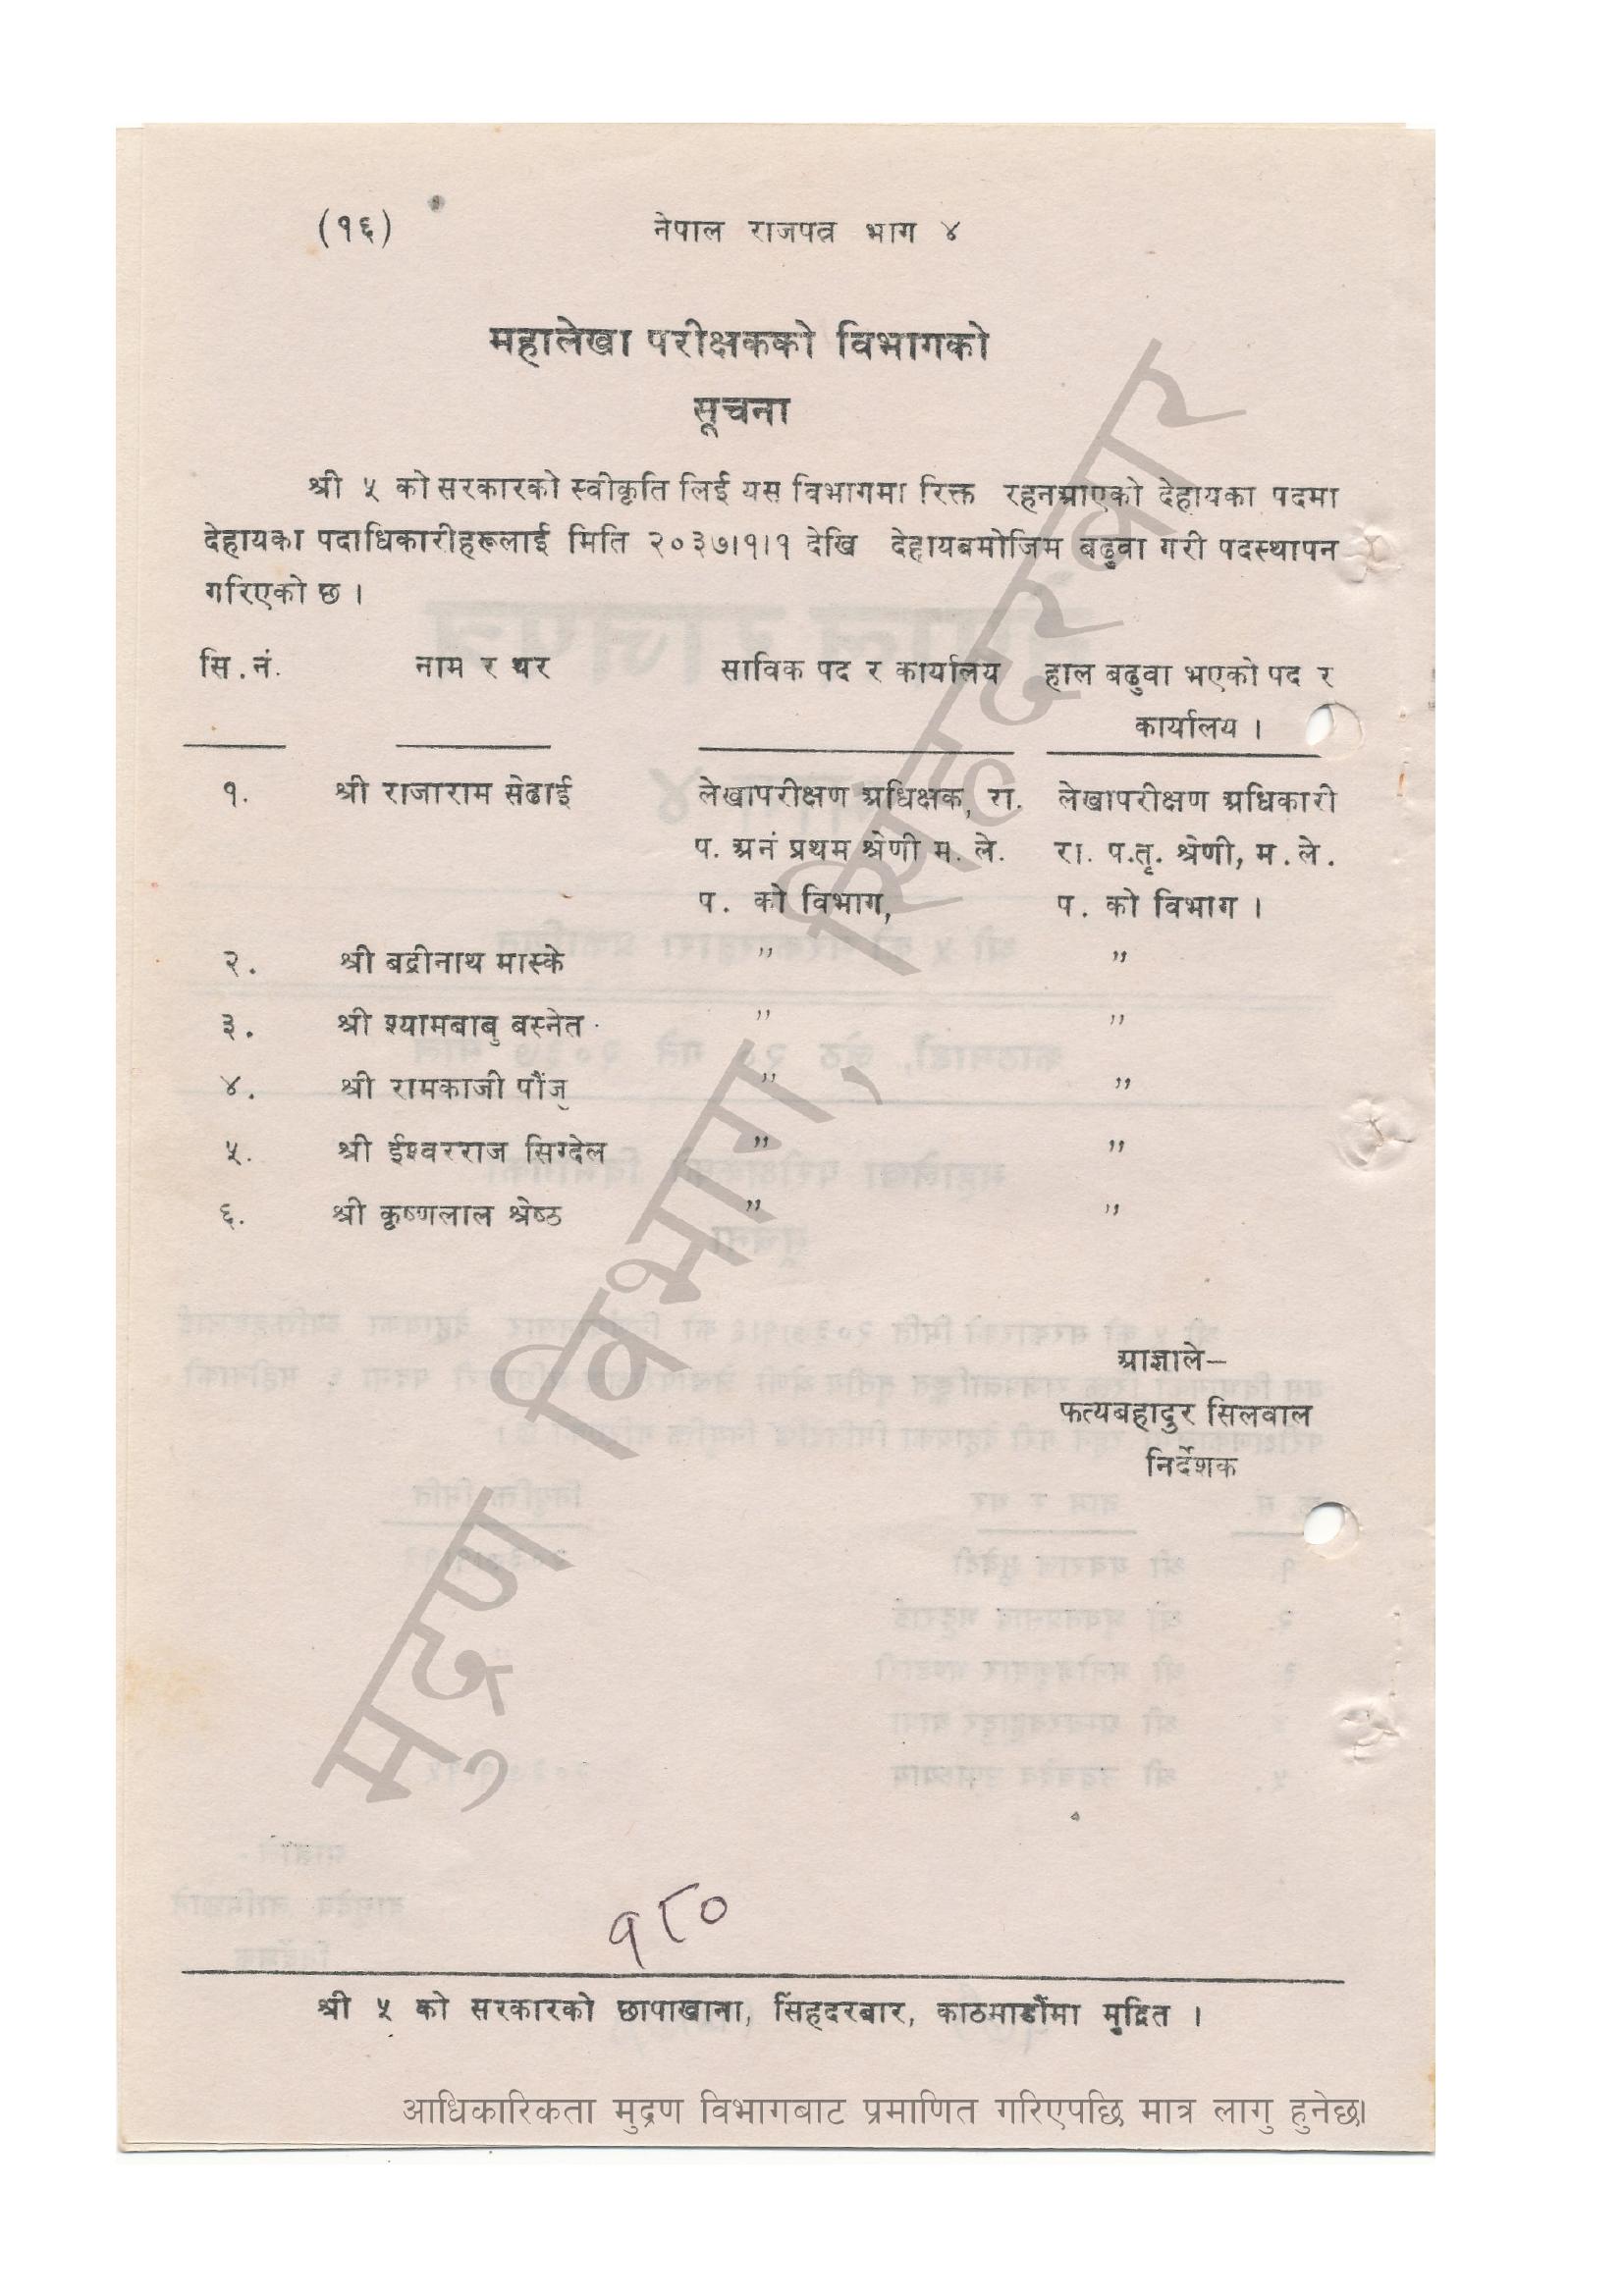 (१६) नेपाल राजपत्र भाग ४
महालेखा परीक्षकको विभागको
सूचना
श्री ५ को सरकारको स्वीकृति लिई यस विभागमा रिक्त रहनआएको देहायका पदमा
देहायका पदाधिकारीहरूलाई मिति २०३७।१।१ देखि देहायबमोजिम बढुवा गरी पदस्थापन
गरिएको छ ।
सि.नं. नाम र थर साविक पद र कार्यालय हाल बढुवा भएको पद र
कार्यालय ।
१. श्री राजाराम सेढाई लेखापरीक्षण अधिक्षक, रा. लेखापरीक्षण अधिकारी
प. अनं प्रथम श्रेणी म. ले. रा. प.तृ. श्रेणी, म. ले.
प. को विभाग, प. को विभाग ।
२. श्री बद्रीनाथ मास्के ,, ,,
३. श्री श्यामबाबु बस्नेत ,, ,,
४. श्री रामकाजी पौंजु ,, ,,
५. श्री ईश्वरराज सिग्देल ,, ,,
६. श्री कृष्णलाल श्रेष्ठ ,, ,,
आज्ञाले–
फत्यबहादुर सिलवाल
निर्देशक
मुद्रण विभाग, सिंहदरबार
१८०
श्री ५ को सरकारको छापाखाना, सिंहदरबार, काठमाडौंमा मुद्रित ।
आधिकारिकता मुद्रण विभागबाट प्रमाणित गरिएपछि मात्र लागु हुनेछ।